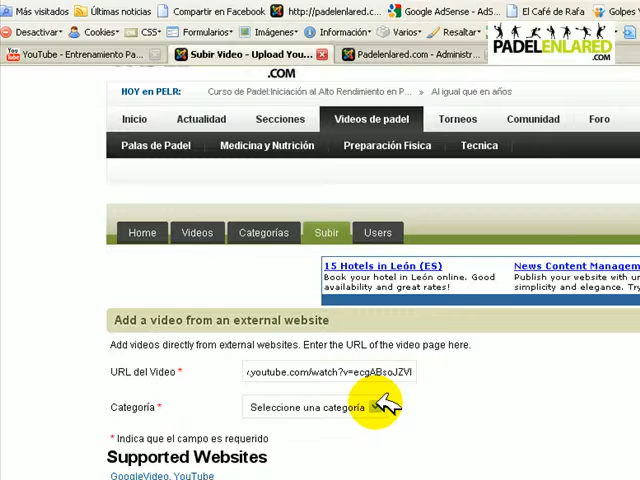 Más visitados Últimas noticias Compartir en Facebook http://padelenlared.c... Google AdSense - AdS... El Café de Rafa Golpes
Desactivar Cookies CSS Formularios Imágenes Información Varios Resaltar
YouTube - Entrenamiento Pa... Subir Video - Upload You... Padelenlared.com - Administr...
PADELENLARED
.COM
.COM
HOY en PELR: Curso de Padel:Iniciación al Alto Rendimiento en P... » Al igual que en años
Inicio Actualidad Secciones Videos de padel Torneos Comunidad Foro
Palas de Padel Medicina y Nutrición Preparación Fisica Tecnica
Home Videos Categorías Subir Users
15 Hotels in León (ES) News Content Managem
Book your hotel in León online. Good Publish your website with
availability and great rates! simplicity and elegance. Try
Add a video from an external website
Add videos directly from external websites. Enter the URL of the video page here.
URL del Video * .youtube.com/watch?v=ecgABsoJZVI
Categoría * Seleccione una categoría
* Indica que el campo es requerido
Supported Websites
GoogleVideo, YouTube